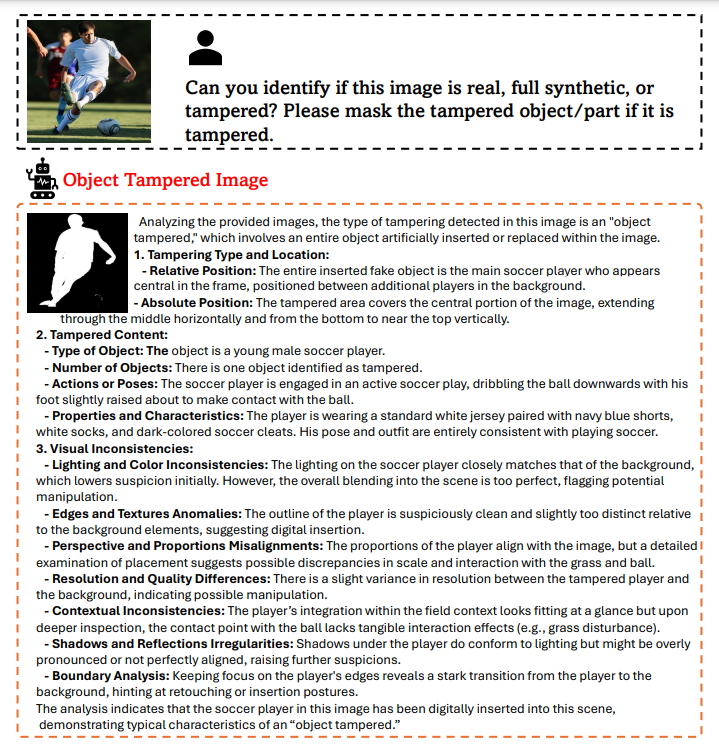 Can you identify if this image is real, full synthetic, or
tampered? Please mask the tampered object/part if it is
tampered.
Object Tampered Image
Analyzing the provided images, the type of tampering detected in this image is an "object
tampered," which involves an entire object artificially inserted or replaced within the image.
1. Tampering Type and Location:
- Relative Position: The entire inserted fake object is the main soccer player who appears
central in the frame, positioned between additional players in the background.
- Absolute Position: The tampered area covers the central portion of the image, extending
through the middle horizontally and from the bottom to near the top vertically.
2. Tampered Content:
- Type of Object: The object is a young male soccer player.
- Number of Objects: There is one object identified as tampered.
- Actions or Poses: The soccer player is engaged in an active soccer play, dribbling the ball downwards with his
foot slightly raised about to make contact with the ball.
- Properties and Characteristics: The player is wearing a standard white jersey paired with navy blue shorts,
white socks, and dark-colored soccer cleats. His pose and outfit are entirely consistent with playing soccer.
3. Visual Inconsistencies:
- Lighting and Color Inconsistencies: The lighting on the soccer player closely matches that of the background,
which lowers suspicion initially. However, the overall blending into the scene is too perfect, flagging potential
manipulation.
- Edges and Textures Anomalies: The outline of the player is suspiciously clean and slightly too distinct relative
to the background elements, suggesting digital insertion.
- Perspective and Proportions Misalignments: The proportions of the player align with the image, but a detailed
examination of placement suggests possible discrepancies in scale and interaction with the grass and ball.
- Resolution and Quality Differences: There is a slight variance in resolution between the tampered player and
the background, indicating possible manipulation.
- Contextual Inconsistencies: The player's integration within the field context looks fitting at a glance but upon
deeper inspection, the contact point with the ball lacks tangible interaction effects (e.g., grass disturbance).
- Shadows and Reflections Irregularities: Shadows under the player do conform to lighting but might be overly
pronounced or not perfectly aligned, raising further suspicions.
- Boundary Analysis: Keeping focus on the player's edges reveals a stark transition from the player to the
background, hinting at retouching or insertion postures.
The analysis indicates that the soccer player in this image has been digitally inserted into this scene,
demonstrating typical characteristics of an “object tampered.”